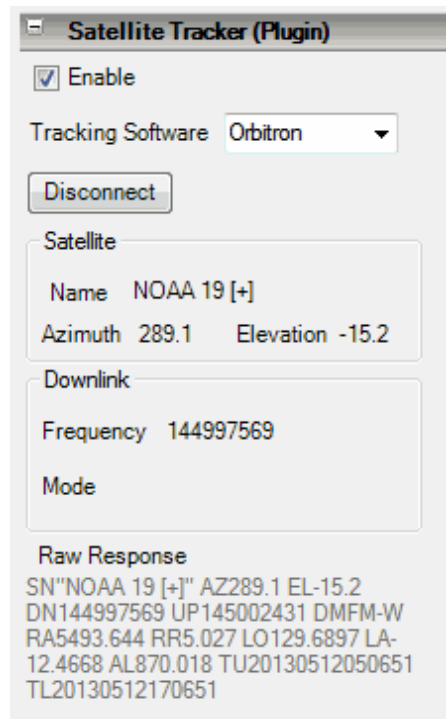 Satellite Tracker (Plugin)
Enable
Tracking Software Orbitron
Disconnect
Satellite
Name NOAA 19 [+]
Azimuth 289.1 Elevation -15.2
Downlink
Frequency 144997569
Mode
Raw Response
SN"NOAA 19 [+]" AZ289.1 EL-15.2
DN144997569 UP145002431 DMFM-W
RA5493.644 RR5.027 LO129.6897 LA-
12.4668 AL870.018 TU20130512050651
TL20130512170651